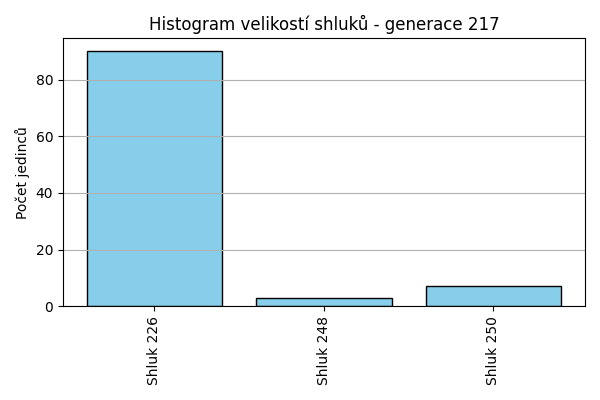 Histogram velikostí shluků - generace 217
Počet jedinců
80
60
40
20
0
Shluk 226
Shluk 248
Shluk 250